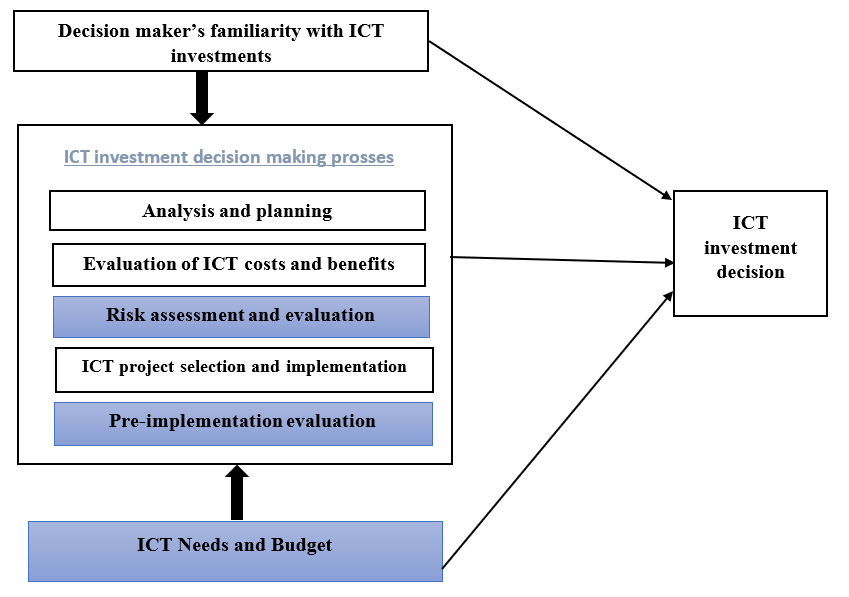 Decision maker's familiarity with ICT
investments
ICT investment decision making prosses
Analysis and planning
Evaluation of ICT costs and benefits
Risk assessment and evaluation
ICT project selection and implementation
Pre-implementation evaluation
ICT Needs and Budget
ICT
investment
decision